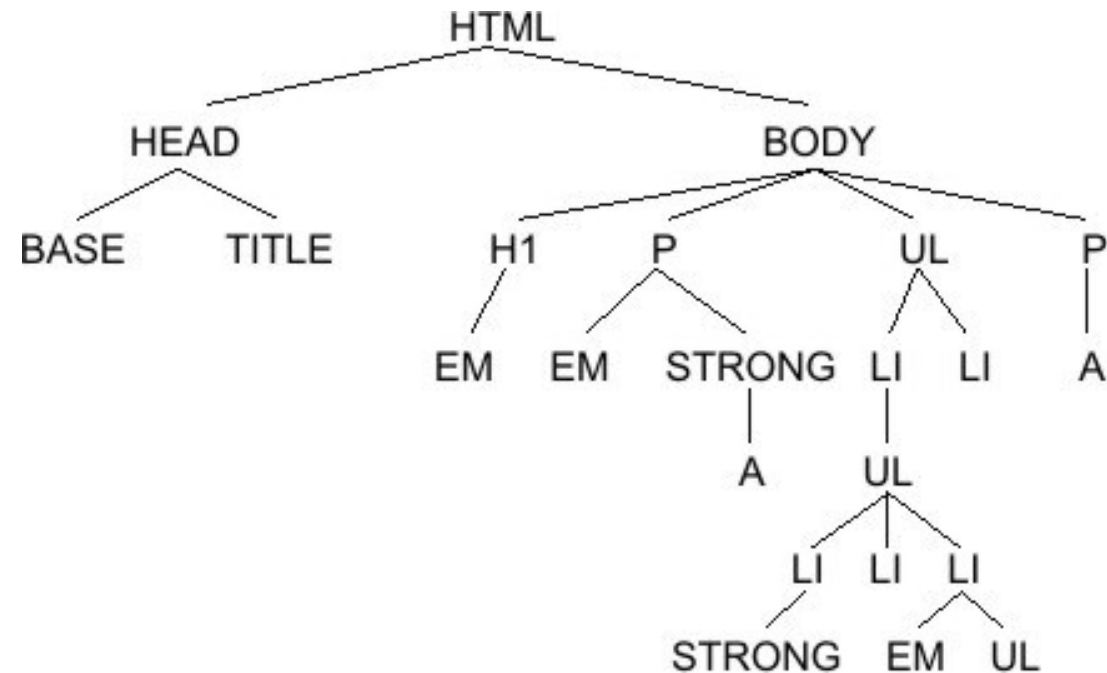 HTML
HEAD BODY
BASE TITLE H1 P UL P
EM EM STRONG LI LI A
A UL
LI LI LI
STRONG EM UL